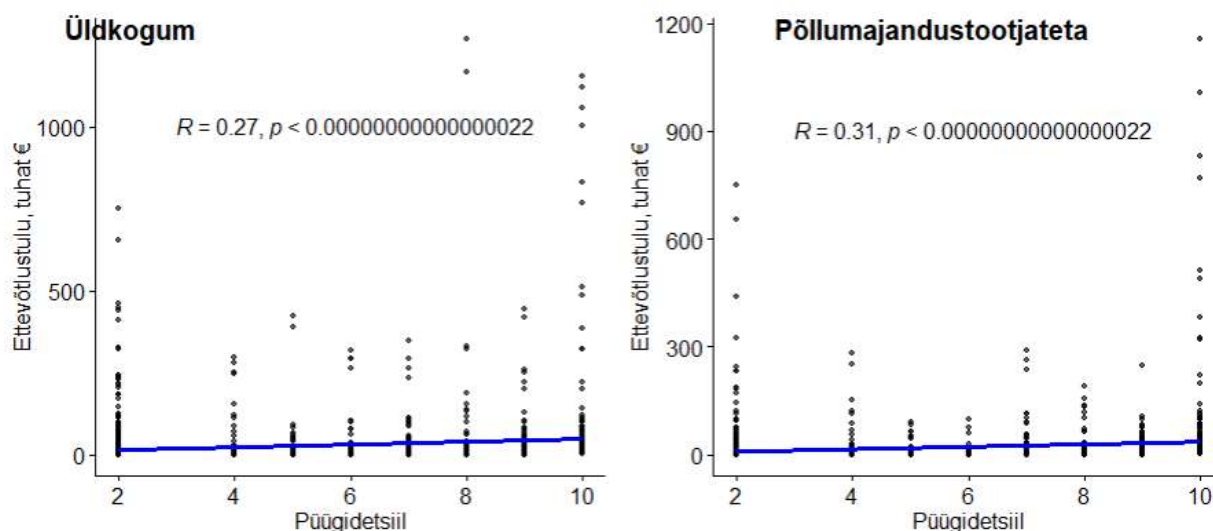 Üldkogum
R = 0.27, p < 0.00000000000000022
1000
500
0
Ettevõtlustulu, tuhat €
2 4 6 8 10
Püügidetsiil
Põllumajandustootjateta
R = 0.31, p < 0.00000000000000022
1200
900
600
300
0
Ettevõtlustulu, tuhat €
2 4 6 8 10
Püügidetsiil